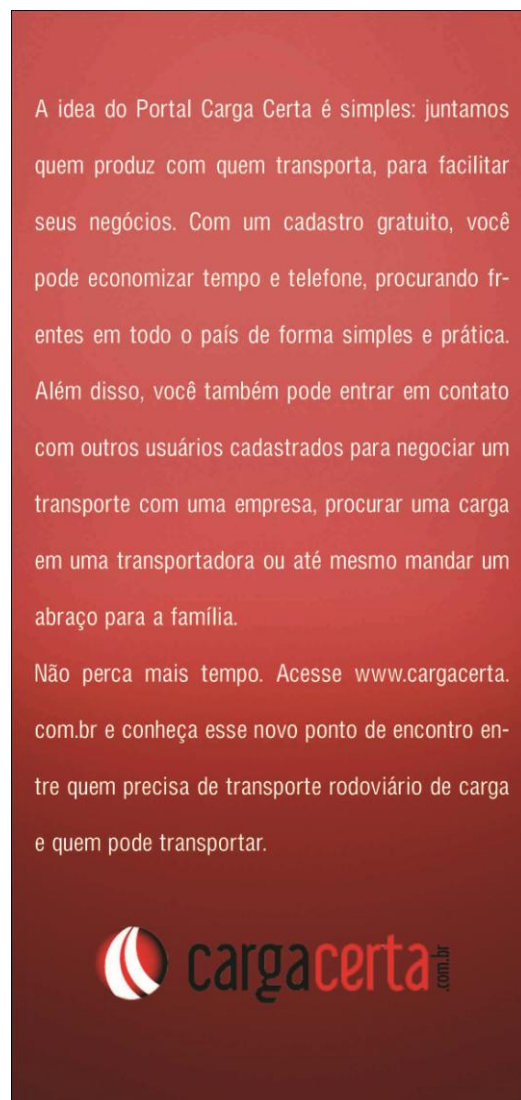 A idea do Portal Carga Certa é simples: juntamos
quem produz com quem transporta, para facilitar
seus negócios. Com um cadastro gratuito, você
pode economizar tempo e telefone, procurando fr-
entes em todo o país de forma simples e prática.
Além disso, você também pode entrar em contato
com outros usuários cadastrados para negociar um
transporte com uma empresa, procurar uma carga
em uma transportadora ou até mesmo mandar um
abraço para a família.
Não perca mais tempo. Acesse www.cargacerta.
com.br e conheça esse novo ponto de encontro en-
tre quem precisa de transporte rodoviário de carga
e quem pode transportar.
cargacerta.com.br